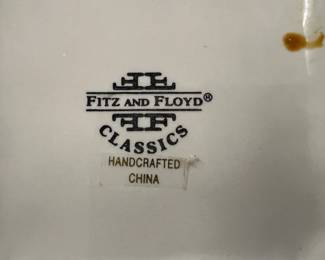 FITZ AND FLOYD®
CLASSICS
HANDCRAFTED
CHINA